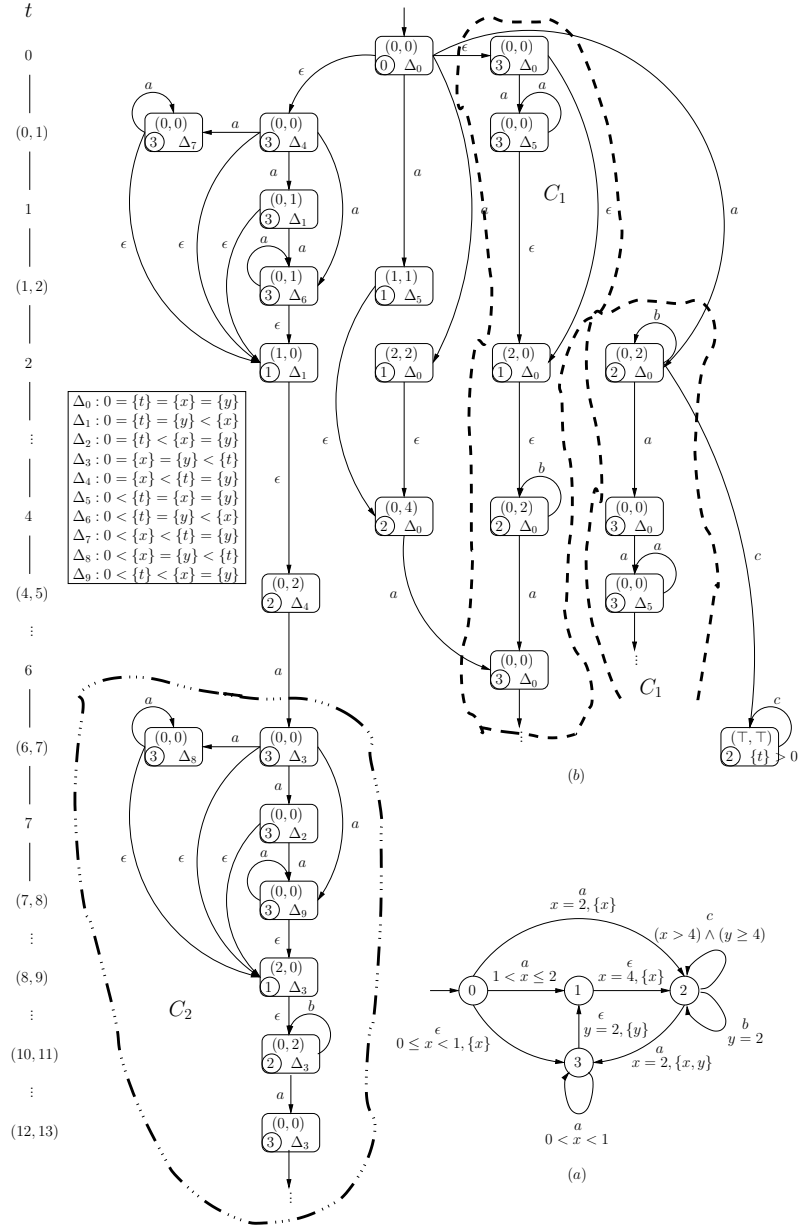 t
0
(0, 0)
0 Δ₀
ϵ
(0, 0)
3 Δ₀
ϵ
a
a
(0, 1)
a
(0, 0)
3 Δ₇
a
(0, 0)
3 Δ₄
(0, 0)
3 Δ₅
a
a
C₁
1
(0, 1)
3 Δ₁
a
a
ϵ
a
ϵ
ϵ
ϵ
a
a
ϵ
(1, 2)
(0, 1)
3 Δ₆
(1, 1)
1 Δ₅
ϵ
b
2
(1, 0)
1 Δ₁
(2, 2)
1 Δ₀
(2, 0)
1 Δ₀
(0, 2)
2 Δ₀
Δ₀ : 0 = {t} = {x} = {y}
Δ₁ : 0 = {t} = {y} < {x}
Δ₂ : 0 = {t} < {x} = {y}
Δ₃ : 0 = {x} = {y} < {t}
Δ₄ : 0 = {x} < {t} = {y}
Δ₅ : 0 < {t} = {x} = {y}
Δ₆ : 0 < {t} = {y} < {x}
Δ₇ : 0 < {x} < {t} = {y}
Δ₈ : 0 < {x} = {y} < {t}
Δ₉ : 0 < {t} < {x} = {y}
⋮
ϵ
ϵ
ϵ
ϵ
a
b
4
(0, 4)
2 Δ₀
(0, 2)
2 Δ₀
(0, 0)
3 Δ₀
a
a
c
(4, 5)
(0, 2)
2 Δ₄
a
a
(0, 0)
3 Δ₅
⋮
⋮
6
a
(0, 0)
3 Δ₀
C₁
(6, 7)
a
(0, 0)
3 Δ₈
a
(0, 0)
3 Δ₃
⋮
c
(⊤, ⊤)
2 {t} > 0
(b)
a
7
(0, 0)
3 Δ₂
a
ϵ
ϵ
ϵ
a
a
(7, 8)
(0, 0)
3 Δ₉
⋮
ϵ
(8, 9)
(2, 0)
1 Δ₃
⋮
C₂
ϵ
b
(10, 11)
(0, 2)
2 Δ₃
⋮
a
(12, 13)
(0, 0)
3 Δ₃
⋮
a
x = 2, {x}
c
(x > 4) ∧ (y ≥ 4)
a
1 < x ≤ 2
ϵ
x = 4, {x}
0
1
2
ϵ
0 ≤ x < 1, {x}
ϵ
y = 2, {y}
b
y = 2
a
x = 2, {x, y}
3
a
0 < x < 1
(a)